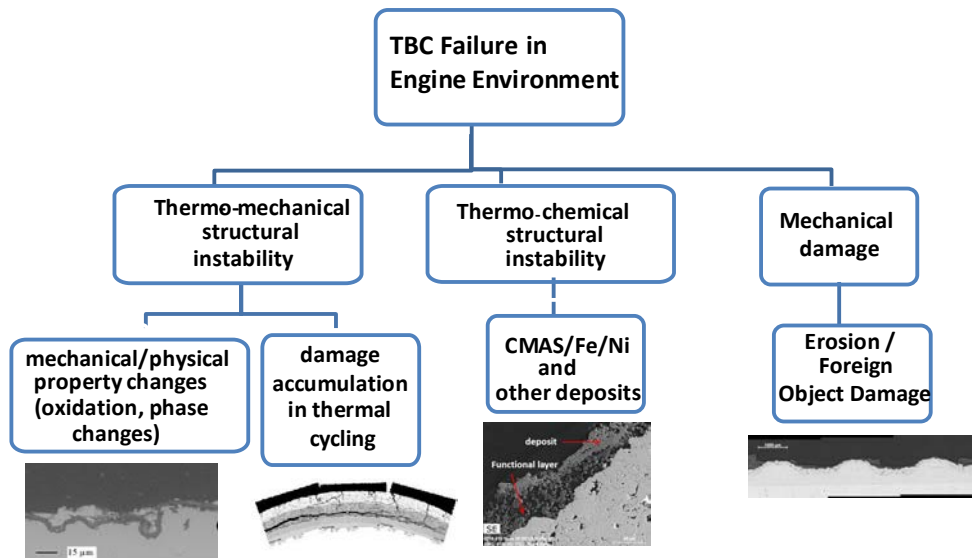 TBC Failure in
Engine Environment
Thermo-mechanical
structural
instability
Thermo-chemical
structural
instability
Mechanical
damage
mechanical/physical
property changes
(oxidation, phase
changes)
damage
accumulation
in thermal
cycling
CMAS/Fe/Ni
and
other deposits
Erosion /
Foreign
Object Damage
15 µm
deposit
Functional layer
SE